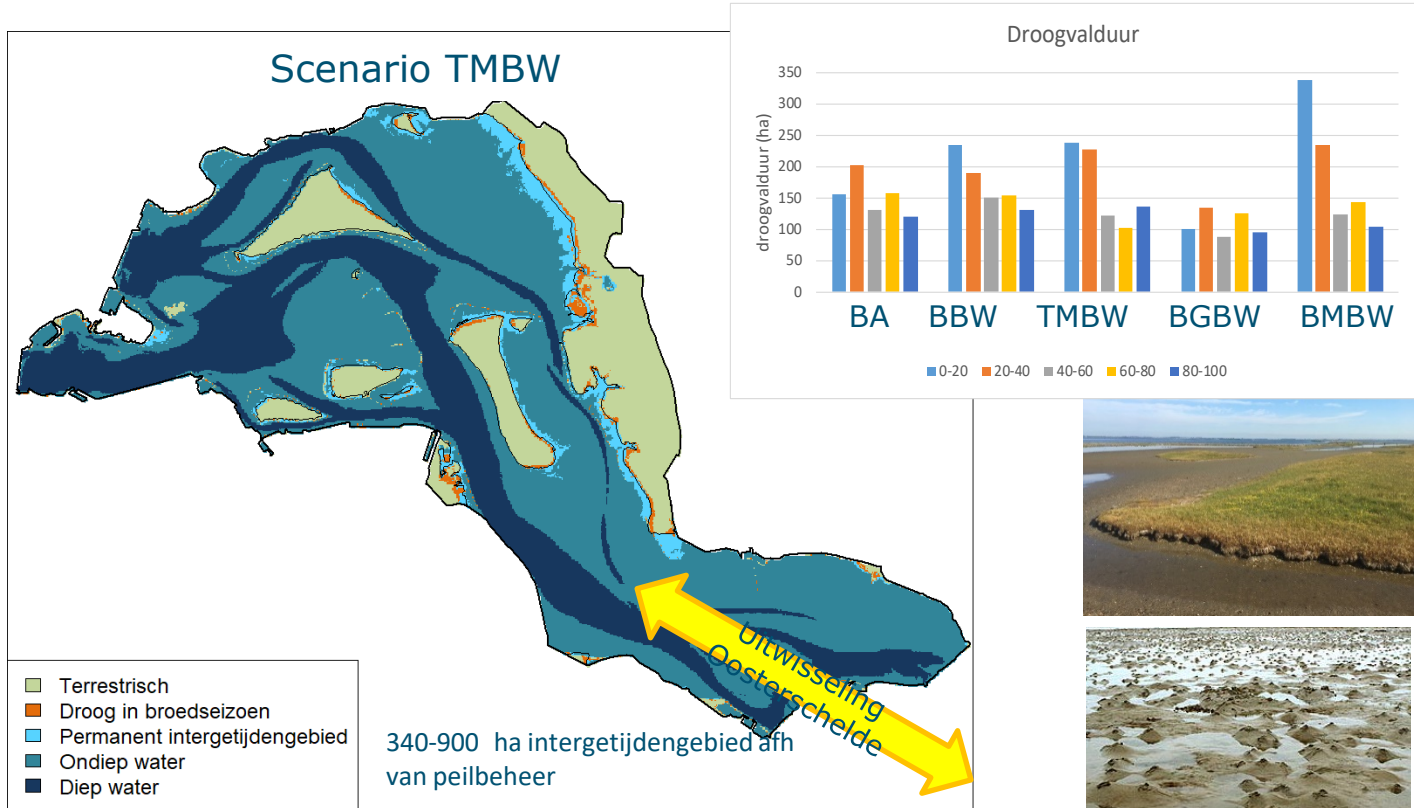 Scenario TMBW
Droogvalduur
droogvalduur (ha)
350
300
250
200
150
100
50
0
BA BBW TMBW BGBW BMBW
0-20 20-40 40-60 60-80 80-100
Uitwisseling
Oosterschelde
Terrestrisch
Droog in broedseizoen
Permanent intergetijdengebied
Ondiep water
Diep water
340-900 ha intergetijdengebied afh
van peilbeheer